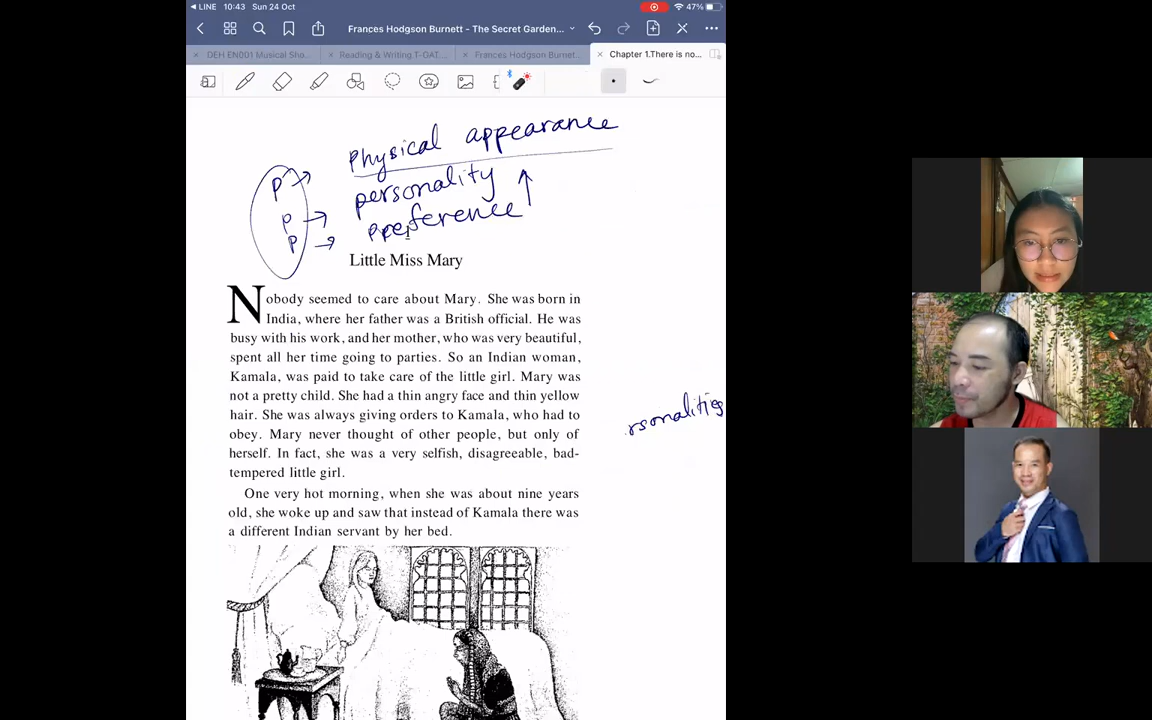 LINE 10:43 Sun 24 Oct 47%
Frances Hodgson Burnett - The Secret Garden...
DEH EN001 Musical Sho... Reading & Writing T-OAT... Frances Hodgson Burnet... Chapter 1.There is no...
Physical appearance
P personality
P preference
P
Little Miss Mary
Nobody seemed to care about Mary. She was born in
India, where her father was a British official. He was
busy with his work, and her mother, who was very beautiful,
spent all her time going to parties. So an Indian woman,
Kamala, was paid to take care of the little girl. Mary was
not a pretty child. She had a thin angry face and thin yellow
hair. She was always giving orders to Kamala, who had to
obey. Mary never thought of other people, but only of
rsonalities
herself. In fact, she was a very selfish, disagreeable, bad-
tempered little girl.
One very hot morning, when she was about nine years
old, she woke up and saw that instead of Kamala there was
a different Indian servant by her bed.